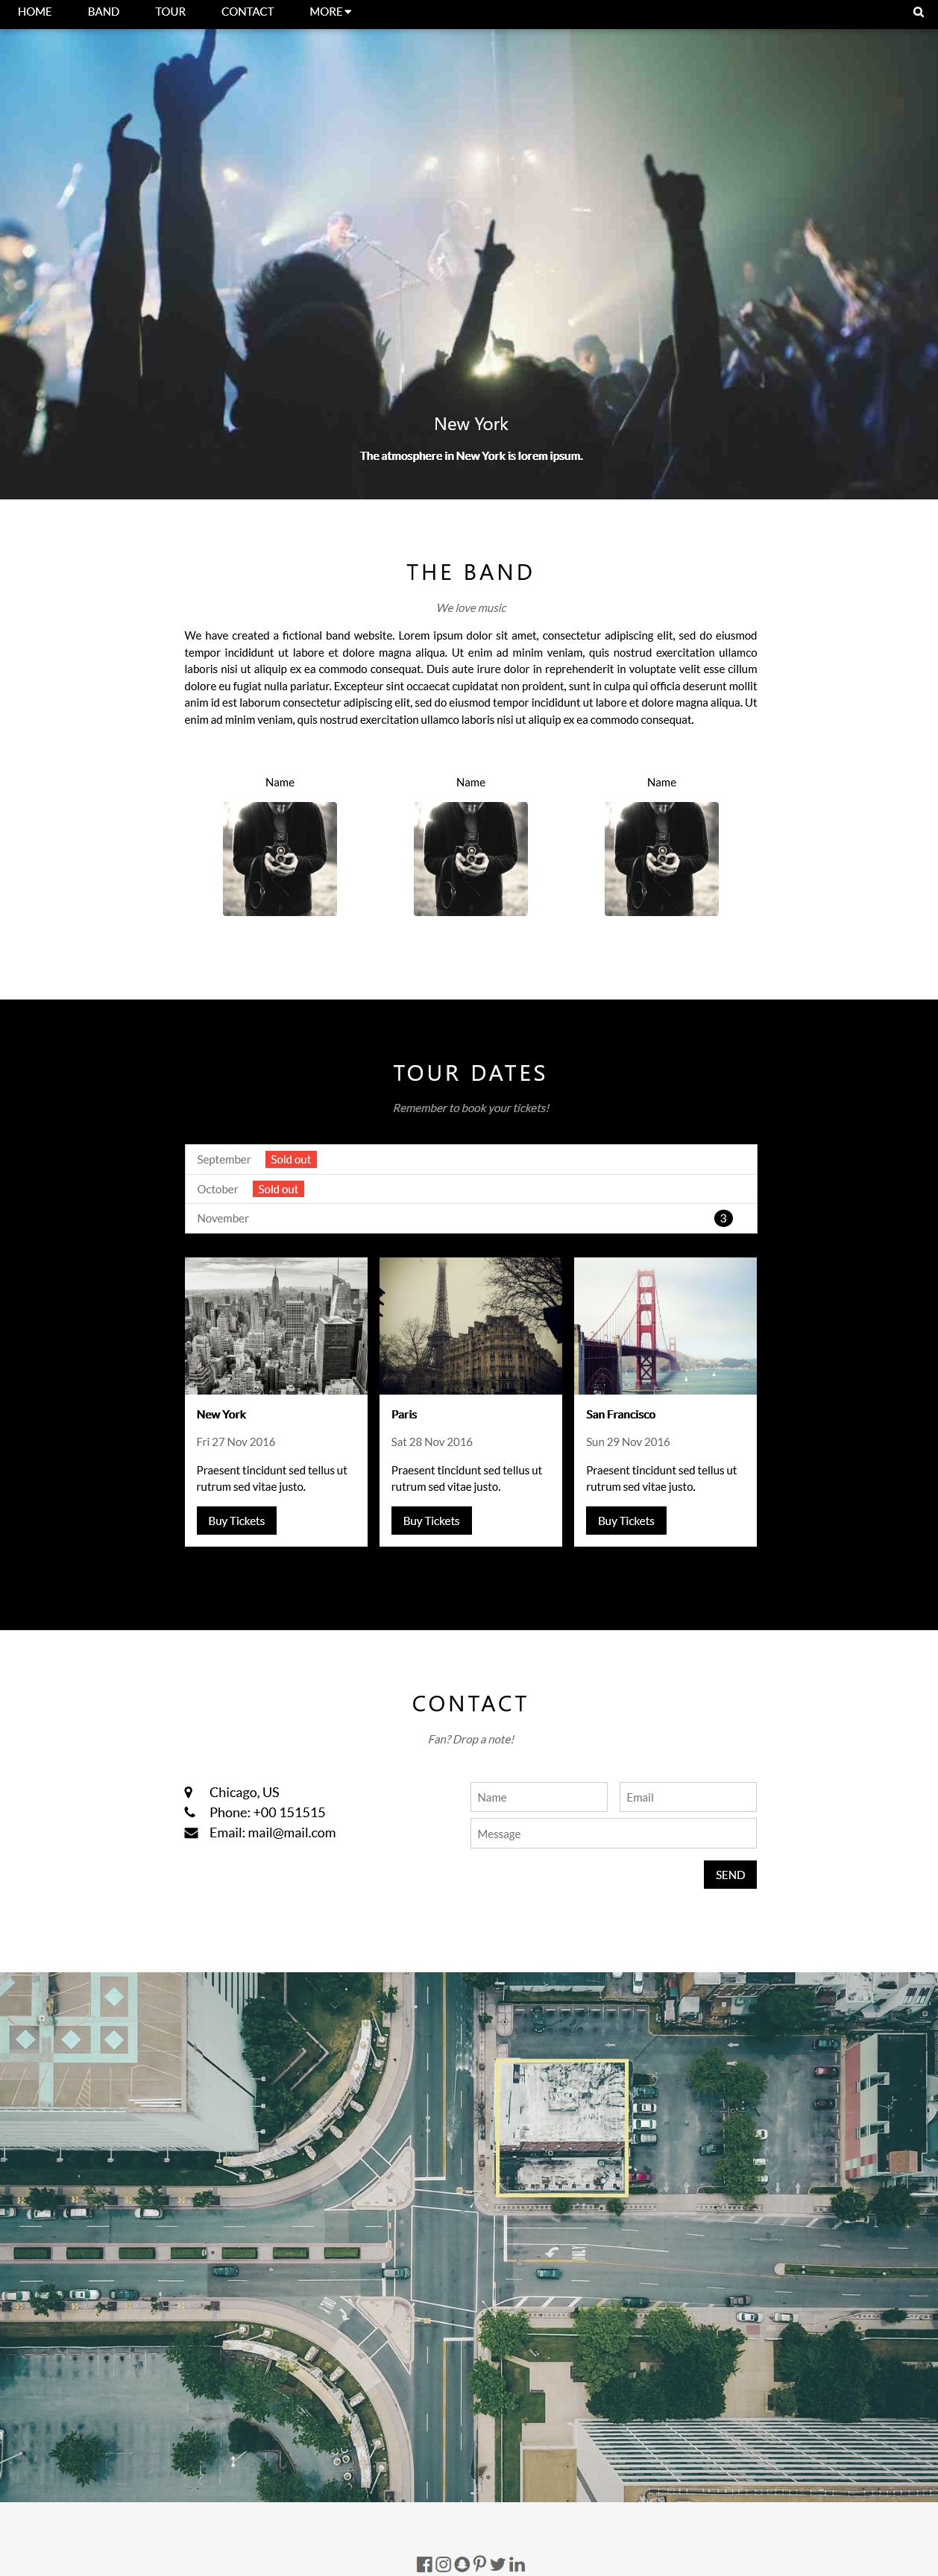 HOME BAND TOUR CONTACT MORE
New York
The atmosphere in New York is lorem ipsum.
THE BAND
We love music
We have created a fictional band website. Lorem ipsum dolor sit amet, consectetur adipiscing elit, sed do eiusmod
tempor incididunt ut labore et dolore magna aliqua. Ut enim ad minim veniam, quis nostrud exercitation ullamco
laboris nisi ut aliquip ex ea commodo consequat. Duis aute irure dolor in reprehenderit in voluptate velit esse cillum
dolore eu fugiat nulla pariatur. Excepteur sint occaecat cupidatat non proident, sunt in culpa qui officia deserunt mollit
anim id est laborum consectetur adipiscing elit, sed do eiusmod tempor incididunt ut labore et dolore magna aliqua. Ut
enim ad minim veniam, quis nostrud exercitation ullamco laboris nisi ut aliquip ex ea commodo consequat.
Name Name Name
TOUR DATES
Remember to book your tickets!
September Sold out
October Sold out
November 3
New York
Fri 27 Nov 2016
Praesent tincidunt sed tellus ut
rutrum sed vitae justo.
Buy Tickets
Paris
Sat 28 Nov 2016
Praesent tincidunt sed tellus ut
rutrum sed vitae justo.
Buy Tickets
San Francisco
Sun 29 Nov 2016
Praesent tincidunt sed tellus ut
rutrum sed vitae justo.
Buy Tickets
CONTACT
Fan? Drop a note!
Chicago, US
Phone: +00 151515
Email: mail@mail.com
Name Email
Message
SEND